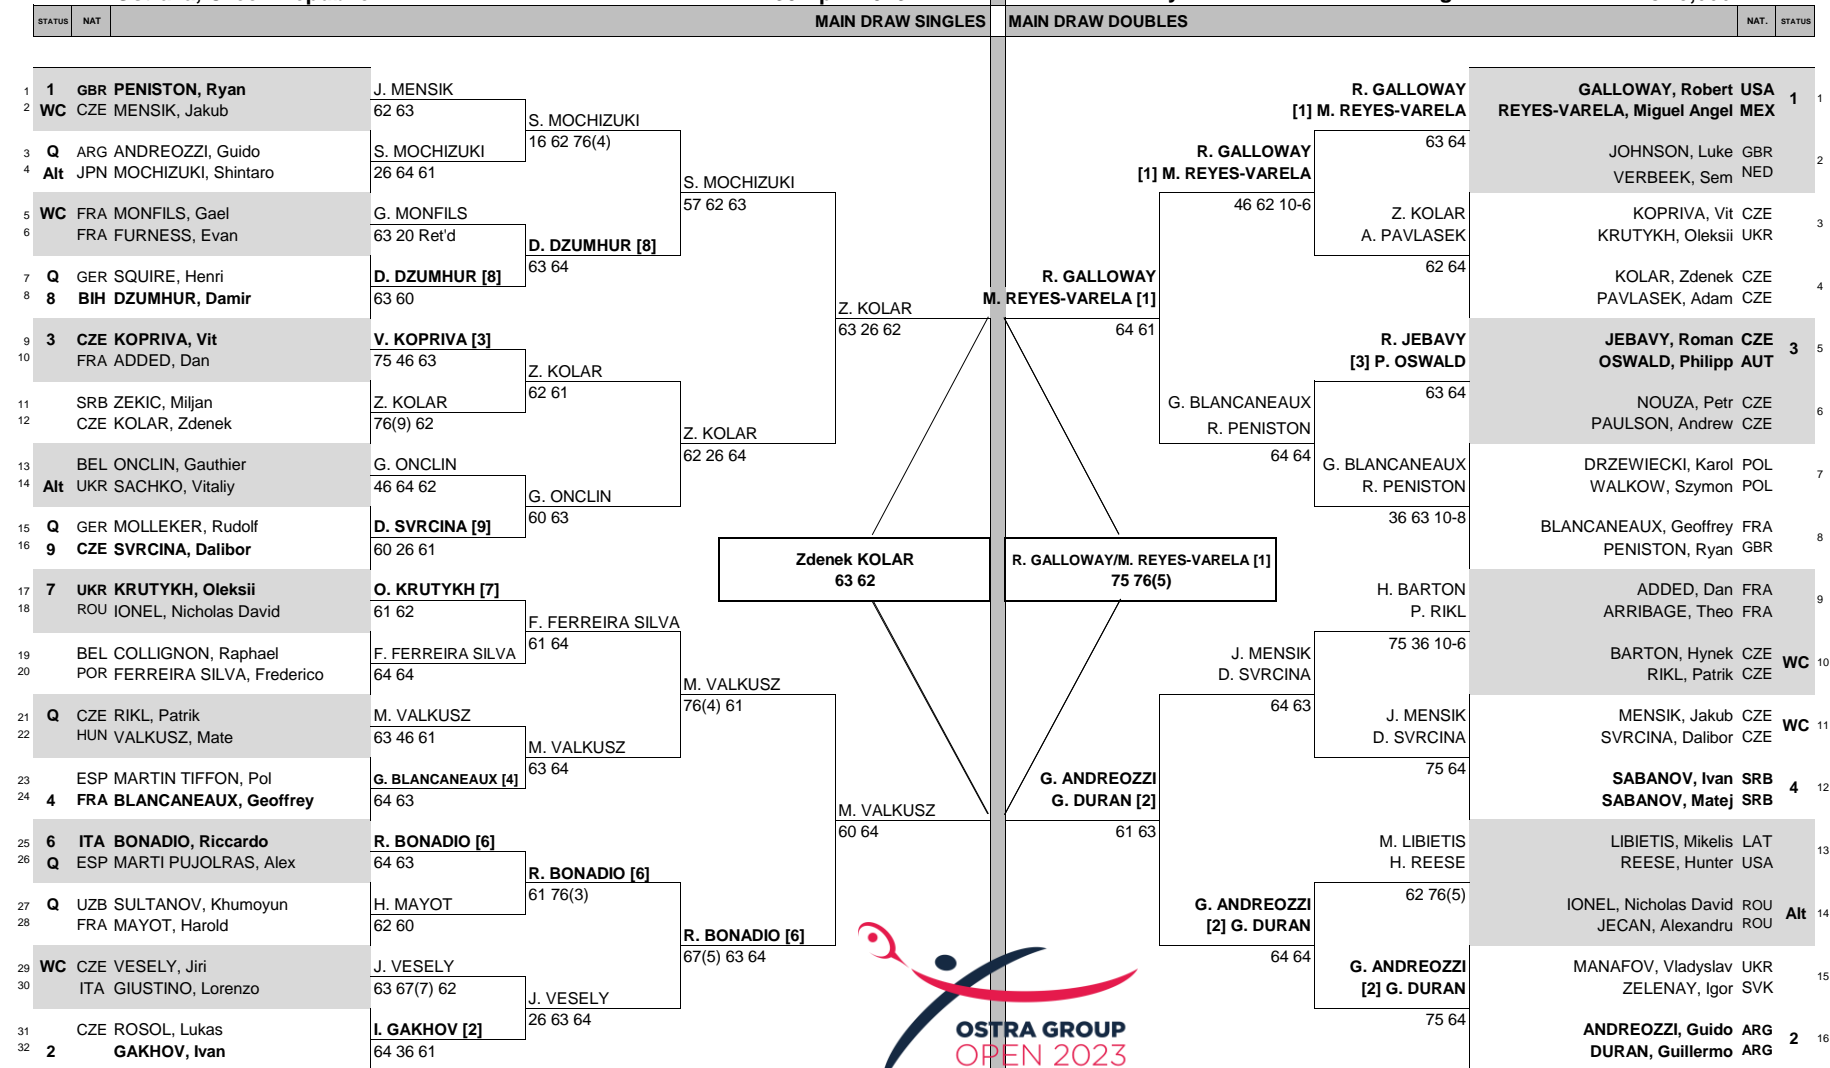 STATUS NAT MAIN DRAW SINGLES MAIN DRAW DOUBLES NAT. STATUS
1 1 GBR PENISTON, Ryan
2 WC CZE MENSIK, Jakub
3 Q ARG ANDREOZZI, Guido
4 Alt JPN MOCHIZUKI, Shintaro
5 WC FRA MONFILS, Gael
6 FRA FURNESS, Evan
7 Q GER SQUIRE, Henri
8 8 BIH DZUMHUR, Damir
9 3 CZE KOPRIVA, Vit
10 FRA ADDED, Dan
11 SRB ZEKIC, Miljan
12 CZE KOLAR, Zdenek
13 BEL ONCLIN, Gauthier
14 Alt UKR SACHKO, Vitaliy
15 Q GER MOLLEKER, Rudolf
16 9 CZE SVRCINA, Dalibor
17 7 UKR KRUTYKH, Oleksii
18 ROU IONEL, Nicholas David
19 BEL COLLIGNON, Raphael
20 POR FERREIRA SILVA, Frederico
21 Q CZE RIKL, Patrik
22 HUN VALKUSZ, Mate
23 ESP MARTIN TIFFON, Pol
24 4 FRA BLANCANEAUX, Geoffrey
25 6 ITA BONADIO, Riccardo
26 Q ESP MARTI PUJOLRAS, Alex
27 Q UZB SULTANOV, Khumoyun
28 FRA MAYOT, Harold
29 WC CZE VESELY, Jiri
30 ITA GIUSTINO, Lorenzo
31 CZE ROSOL, Lukas
32 2 GAKHOV, Ivan
J. MENSIK
62 63
S. MOCHIZUKI
26 64 61
G. MONFILS
63 20 Ret'd
D. DZUMHUR [8]
63 60
V. KOPRIVA [3]
75 46 63
Z. KOLAR
76(9) 62
G. ONCLIN
46 64 62
D. SVRCINA [9]
60 26 61
O. KRUTYKH [7]
61 62
F. FERREIRA SILVA
64 64
M. VALKUSZ
63 46 61
G. BLANCANEAUX [4]
64 63
R. BONADIO [6]
64 63
H. MAYOT
62 60
J. VESELY
63 67(7) 62
I. GAKHOV [2]
64 36 61
S. MOCHIZUKI
16 62 76(4)
D. DZUMHUR [8]
63 64
Z. KOLAR
62 61
G. ONCLIN
60 63
F. FERREIRA SILVA
61 64
M. VALKUSZ
63 64
R. BONADIO [6]
61 76(3)
J. VESELY
26 63 64
S. MOCHIZUKI
57 62 63
Z. KOLAR
62 26 64
M. VALKUSZ
76(4) 61
R. BONADIO [6]
67(5) 63 64
Z. KOLAR
63 26 62
M. VALKUSZ
60 64
Zdenek KOLAR
63 62
R. GALLOWAY/M. REYES-VARELA [1]
75 76(5)
R. GALLOWAY
M. REYES-VARELA [1]
64 61
G. ANDREOZZI
G. DURAN [2]
61 63
R. GALLOWAY
[1] M. REYES-VARELA
46 62 10-6
G. BLANCANEAUX
R. PENISTON
64 64
J. MENSIK
D. SVRCINA
64 63
G. ANDREOZZI
[2] G. DURAN
64 64
R. GALLOWAY
[1] M. REYES-VARELA
63 64
Z. KOLAR
A. PAVLASEK
62 64
R. JEBAVY
[3] P. OSWALD
63 64
G. BLANCANEAUX
R. PENISTON
36 63 10-8
H. BARTON
P. RIKL
75 36 10-6
J. MENSIK
D. SVRCINA
75 64
M. LIBIETIS
H. REESE
62 76(5)
G. ANDREOZZI
[2] G. DURAN
75 64
GALLOWAY, Robert USA
REYES-VARELA, Miguel Angel MEX
1 1
JOHNSON, Luke GBR
VERBEEK, Sem NED
2
KOPRIVA, Vit CZE
KRUTYKH, Oleksii UKR
3
KOLAR, Zdenek CZE
PAVLASEK, Adam CZE
4
JEBAVY, Roman CZE
OSWALD, Philipp AUT
3 5
NOUZA, Petr CZE
PAULSON, Andrew CZE
6
DRZEWIECKI, Karol POL
WALKOW, Szymon POL
7
BLANCANEAUX, Geoffrey FRA
PENISTON, Ryan GBR
8
ADDED, Dan FRA
ARRIBAGE, Theo FRA
9
BARTON, Hynek CZE
RIKL, Patrik CZE
WC 10
MENSIK, Jakub CZE
SVRCINA, Dalibor CZE
WC 11
SABANOV, Ivan SRB
SABANOV, Matej SRB
4 12
LIBIETIS, Mikelis LAT
REESE, Hunter USA
13
IONEL, Nicholas David ROU
JECAN, Alexandru ROU
Alt 14
MANAFOV, Vladyslav UKR
ZELENAY, Igor SVK
15
ANDREOZZI, Guido ARG
DURAN, Guillermo ARG
2 16
OSTRA GROUP
OPEN 2023